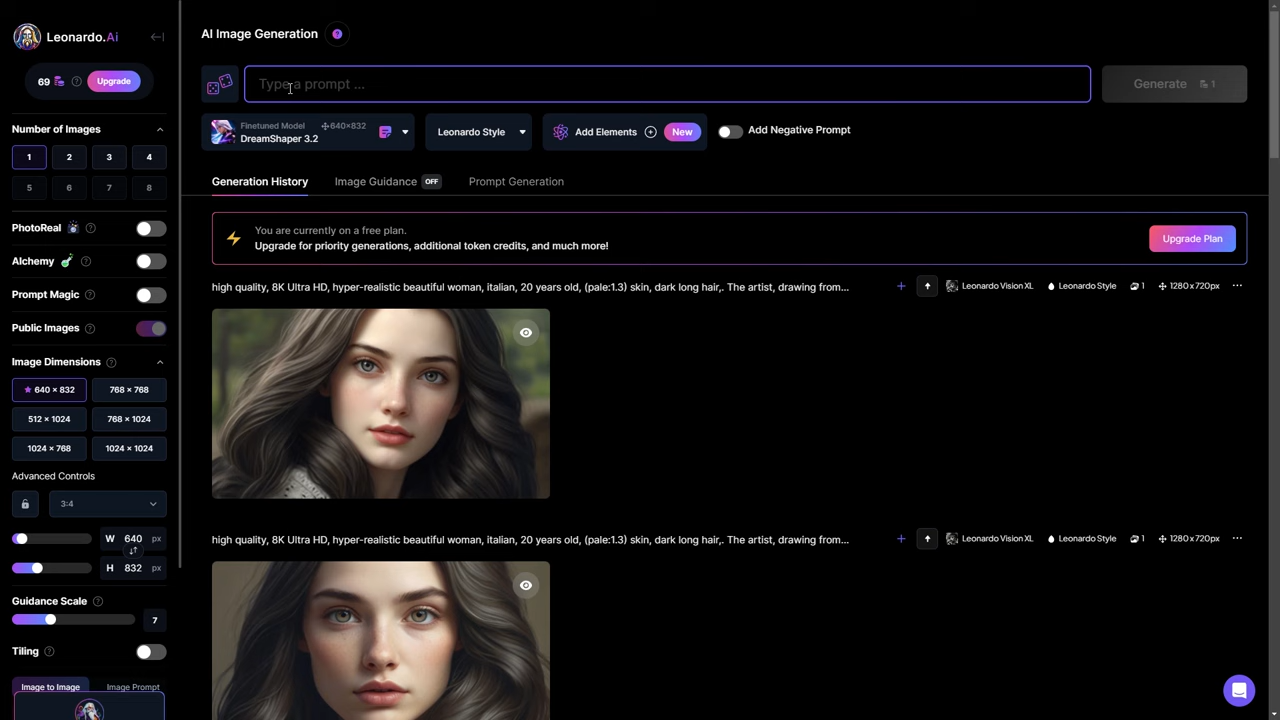 Leonardo.Ai
69 Upgrade
Number of Images
1 2 3 4
5 6 7 8
PhotoReal
Alchemy
Prompt Magic
Public Images
Image Dimensions
640 × 832 768 × 768
512 × 1024 768 × 1024
1024 × 768 1024 × 1024
Advanced Controls
3:4
W 640 px
H 832 px
Guidance Scale
7
Tiling
Image to Image Image Prompt
AI Image Generation
Type a prompt ...
Generate 1
Finetuned Model 640×832
DreamShaper 3.2
Leonardo Style
Add Elements New
Add Negative Prompt
Generation History Image Guidance OFF Prompt Generation
You are currently on a free plan.
Upgrade for priority generations, additional token credits, and much more!
Upgrade Plan
high quality, 8K Ultra HD, hyper-realistic beautiful woman, italian, 20 years old, (pale:1.3) skin, dark long hair,. The artist, drawing from... Leonardo Vision XL Leonardo Style 1 1280 x 720px
high quality, 8K Ultra HD, hyper-realistic beautiful woman, italian, 20 years old, (pale:1.3) skin, dark long hair,. The artist, drawing from... Leonardo Vision XL Leonardo Style 1 1280 x 720px